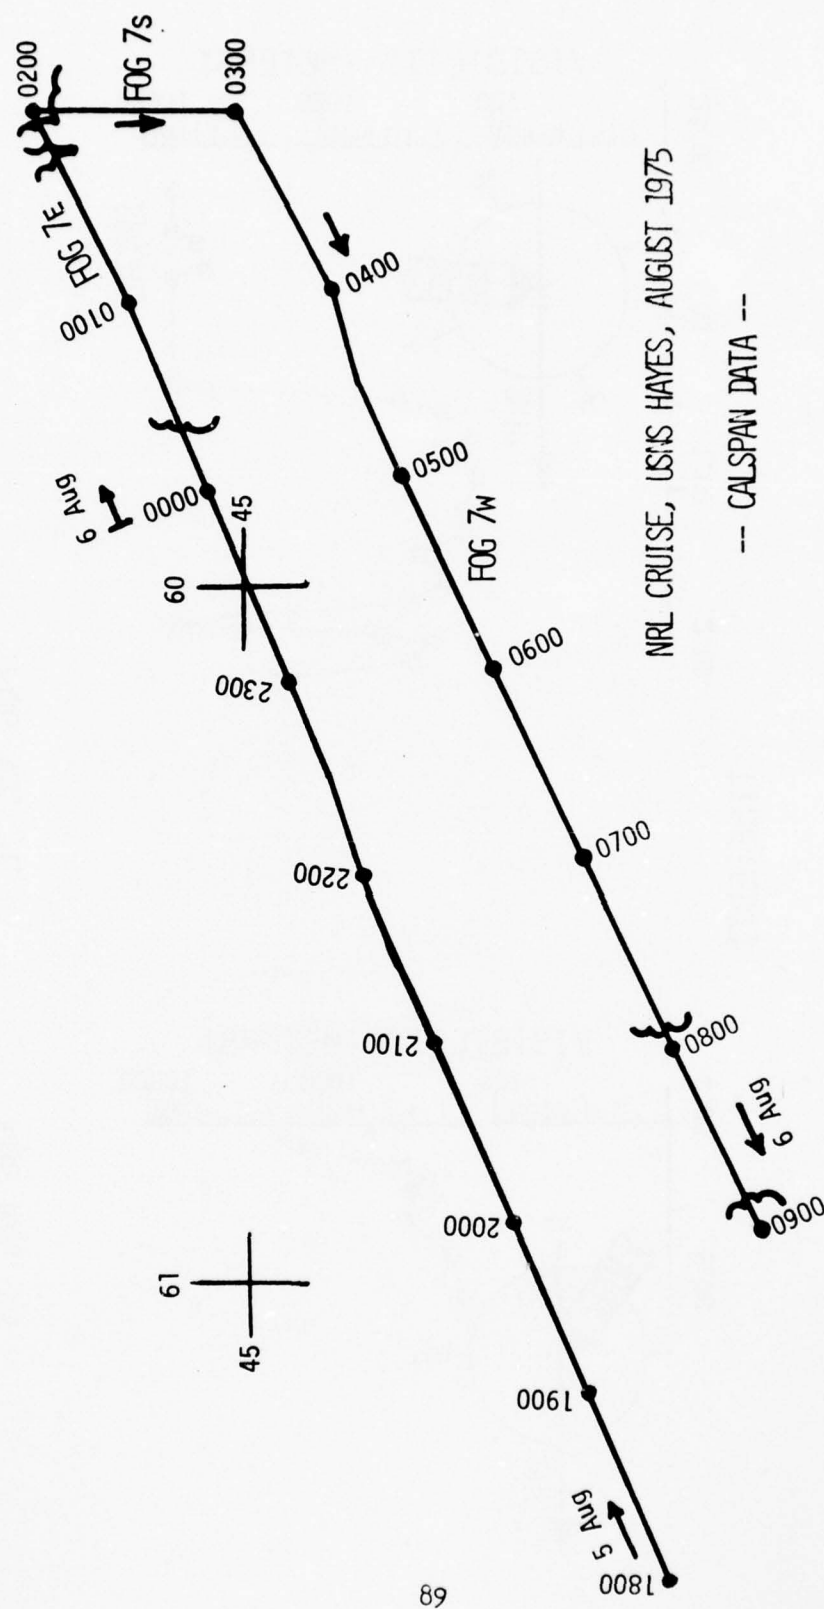 0200
FOG 7S
0300
FOG 7E
0100
0400
6 Aug
0000
0500
45
60
FOG 7W
2300
0600
2200
0700
2100
0800
6 Aug
2000
0900
61
45
1900
5 Aug
1800
NRL CRUISE, USNS HAYES, AUGUST 1975
-- CALSPAN DATA --
89